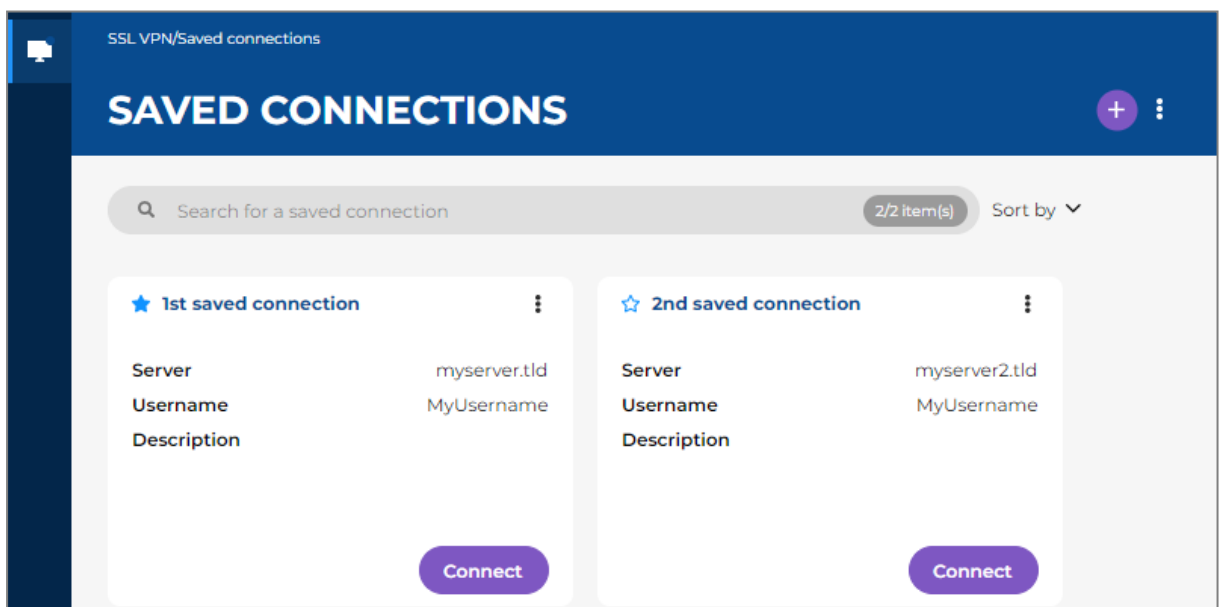 SSL VPN/Saved connections
SAVED CONNECTIONS
+
Search for a saved connection
2/2 item(s)
Sort by
1st saved connection
Server myserver.tld
Username MyUsername
Description
Connect
2nd saved connection
Server myserver2.tld
Username MyUsername
Description
Connect